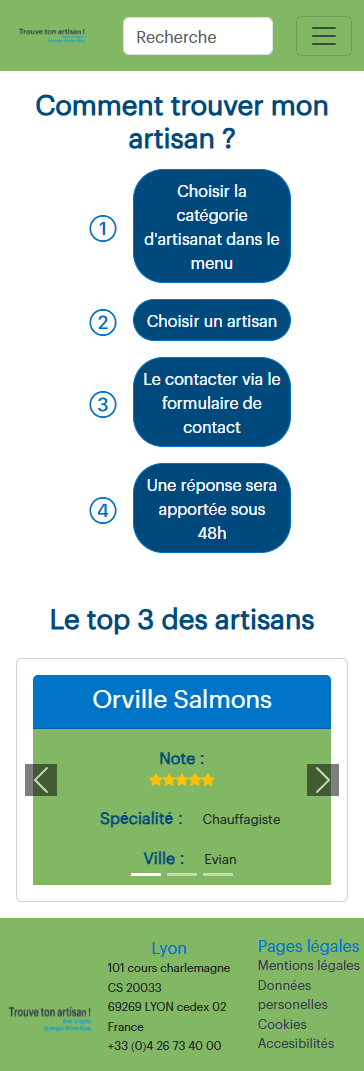 Trouve ton artisan !
Recherche
Comment trouver mon
artisan ?
1
Choisir la
catégorie
d'artisanat dans le
menu
2
Choisir un artisan
3
Le contacter via le
formulaire de
contact
4
Une réponse sera
apportée sous
48h
Le top 3 des artisans
Orville Salmons
Note :
Spécialité : Chauffagiste
Ville : Evian
Trouve ton artisan !
Lyon
101 cours charlemagne
CS 20033
69269 LYON cedex 02
France
+33 (0)4 26 73 40 00
Pages légales
Mentions légales
Données
personelles
Cookies
Accesibilités